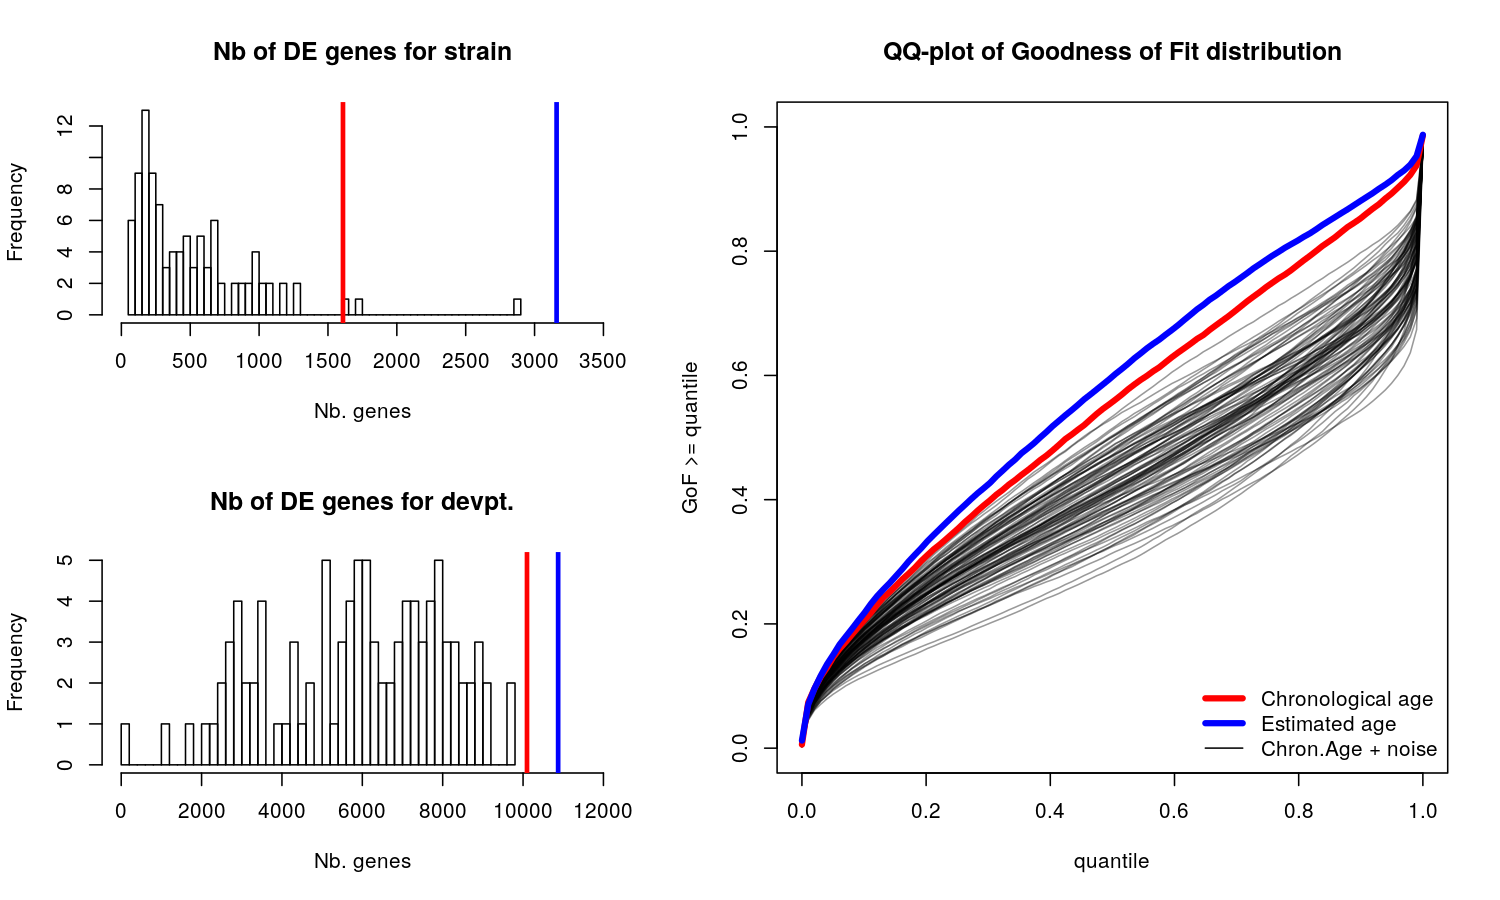 Nb of DE genes for strain
Frequency
0 2 4 6 8 12
0 500 1000 1500 2000 2500 3000 3500
Nb. genes
Nb of DE genes for devpt.
Frequency
0 1 2 3 4 5
0 2000 4000 6000 8000 10000 12000
Nb. genes
QQ-plot of Goodness of Fit distribution
GoF >= quantile
0.0 0.2 0.4 0.6 0.8 1.0
Chronological age
Estimated age
Chron.Age + noise
0.0 0.2 0.4 0.6 0.8 1.0
quantile